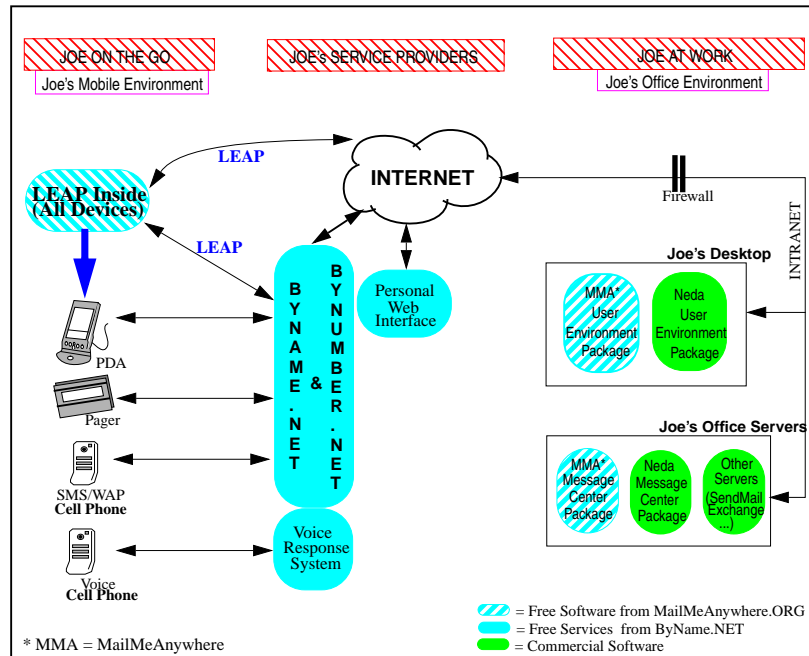 JOE ON THE GO
Joe's Mobile Environment
JOE's SERVICE PROVIDERS
JOE AT WORK
Joe's Office Environment
LEAP
INTERNET
Firewall
INTRANET
LEAP Inside
(All Devices)
LEAP
BYNAME.NET
&
BYNUMBER.NET
Personal
Web
Interface
Joe's Desktop
MMA*
User
Environment
Package
Neda
User
Environment
Package
PDA
Pager
SMS/WAP
Cell Phone
Voice
Cell Phone
Voice
Response
System
Joe's Office Servers
MMA*
Message
Center
Package
Neda
Message
Center
Package
Other
Servers
(SendMail
Exchange
...)
= Free Software from MailMeAnywhere.ORG
= Free Services from ByName.NET
= Commercial Software
* MMA = MailMeAnywhere